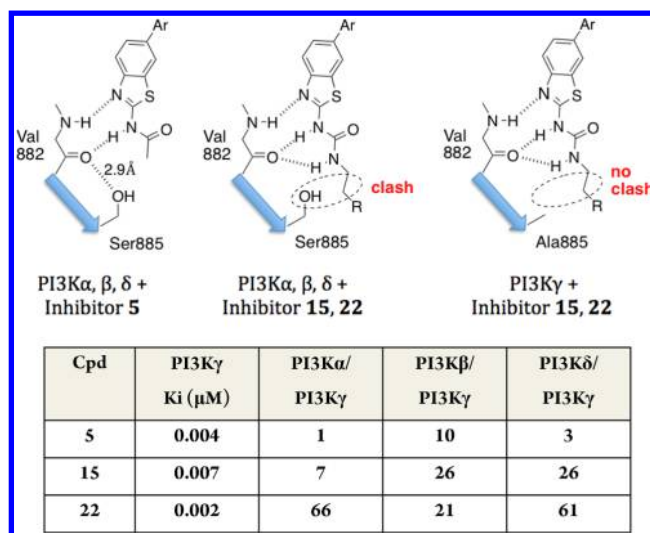 Ar
Ar
Ar
N
S
N
S
N
S
N-H
N-H
N-H
Val
882
HN
O
H
O
2.9Å
OH
Ser885
Val
882
HN
O
H
O
H
N
OH
clash
R
Ser885
Val
882
HN
O
H
O
H
N
no
clash
R
Ala885
PI3Kα, β, δ +
Inhibitor 5
PI3Kα, β, δ +
Inhibitor 15, 22
PI3Kγ +
Inhibitor 15, 22
Cpd PI3Kγ PI3Kα/ PI3Kβ/ PI3Kδ/
Ki (μM) PI3Kγ PI3Kγ PI3Kγ
5 0.004 1 10 3
15 0.007 7 26 26
22 0.002 66 21 61